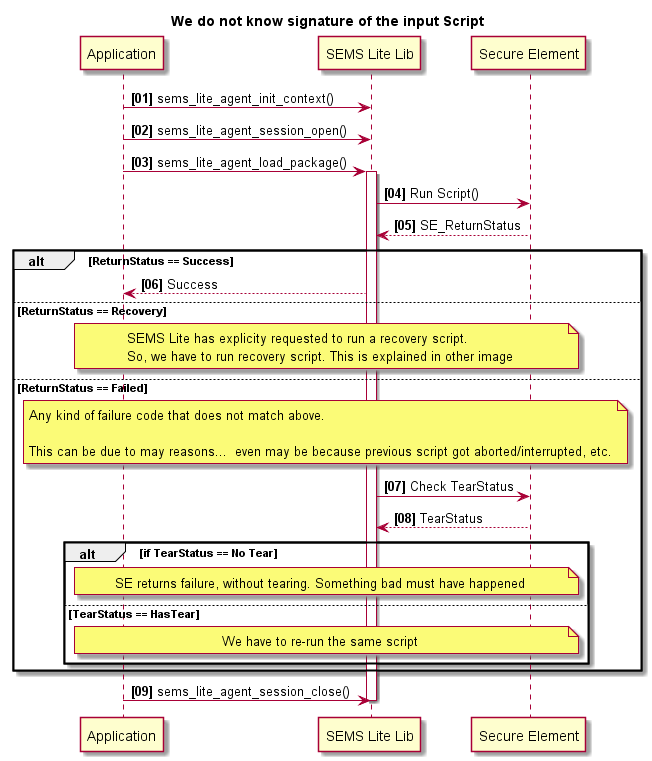 We do not know signature of the input Script
Application
SEMS Lite Lib
Secure Element
[01] sems_lite_agent_init_context()
[02] sems_lite_agent_session_open()
[03] sems_lite_agent_load_package()
[04] Run Script()
[05] SE_ReturnStatus
alt [ReturnStatus == Success]
[06] Success
[ReturnStatus == Recovery]
SEMS Lite has explicity requested to run a recovery script.
So, we have to run recovery script. This is explained in other image
[ReturnStatus == Failed]
Any kind of failure code that does not match above.
This can be due to may reasons... even may be because previous script got aborted/interrupted, etc.
[07] Check TearStatus
[08] TearStatus
alt [if TearStatus == No Tear]
SE returns failure, without tearing. Something bad must have happened
[TearStatus == HasTear]
We have to re-run the same script
[09] sems_lite_agent_session_close()
Application
SEMS Lite Lib
Secure Element